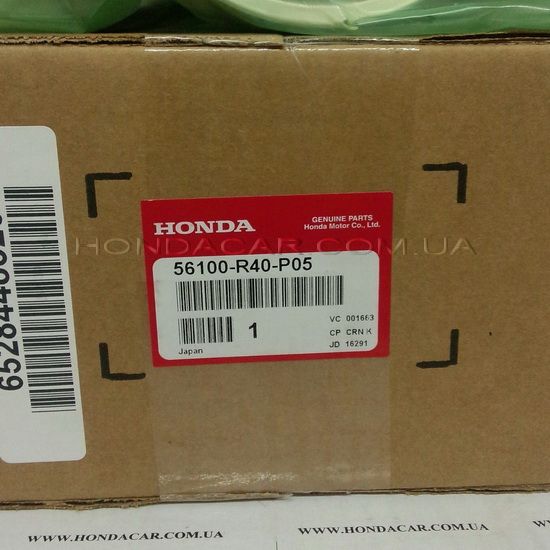 HONDA
GENUINE PARTS
Honda Motor Co., Ltd.
HONDACAR.COM.UA
56100-R40-P05
1
Japan
VC 001663
CP CRN K
JD 16291
WWW.HONDACAR.COM.UA
WWW.HONDACAR.COM.UA